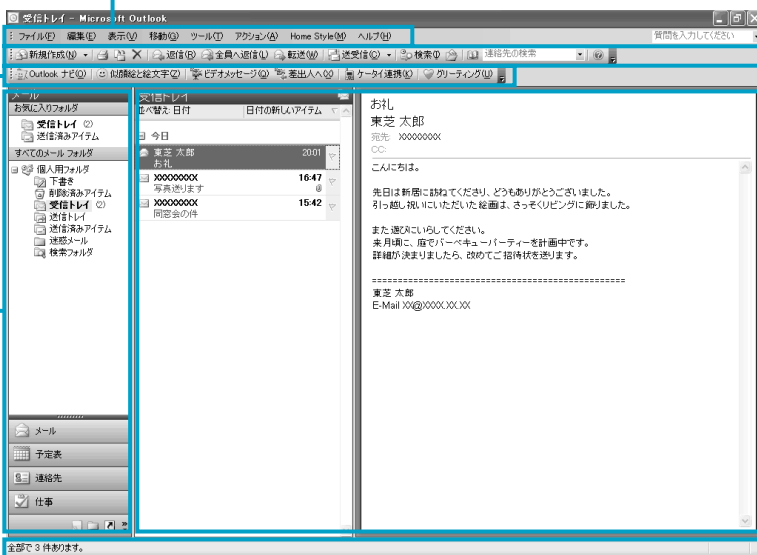 受信トレイ - Microsoft Outlook
ファイル(F) 編集(E) 表示(V) 移動(G) ツール(T) アクション(A) Home Style(M) ヘルプ(H) 質問を入力してください
新規作成(N) 返信(R) 全員へ返信(L) 転送(W) 送受信(C) 検索(I) 連絡先の検索
Outlook ナビ(O) 似顔絵と絵文字(Z) ビデオメッセージ(Q) 差出人へ(X) ケータイ連携(K) グリーティング(U)
メール
お気に入りフォルダ
受信トレイ (2)
送信済みアイテム
すべてのメール フォルダ
個人用フォルダ
下書き
削除済みアイテム
受信トレイ (2)
送信トレイ
送信済みアイテム
迷惑メール
検索フォルダ
メール
予定表
連絡先
仕事
受信トレイ
並べ替え: 日付 日付の新しいアイテム
今日
東芝 太郎 20:01
お礼
XXXXXXXX 16:47
写真送ります
XXXXXXXX 15:42
同窓会の件
お礼
東芝 太郎
宛先: XXXXXXXX
CC:
こんにちは。
先日は新居に訪ねてくださり、どうもありがとうございました。
引っ越し祝いにいただいた絵画は、さっそくリビングに飾りました。
また遊びにいらしてください。
来月頃に、庭でバーベキューパーティーを計画中です。
詳細が決まりましたら、改めてご招待状を送ります。
================================================
東芝 太郎
E-Mail XX@XXXX.XX.XX
全部で 3 件あります。